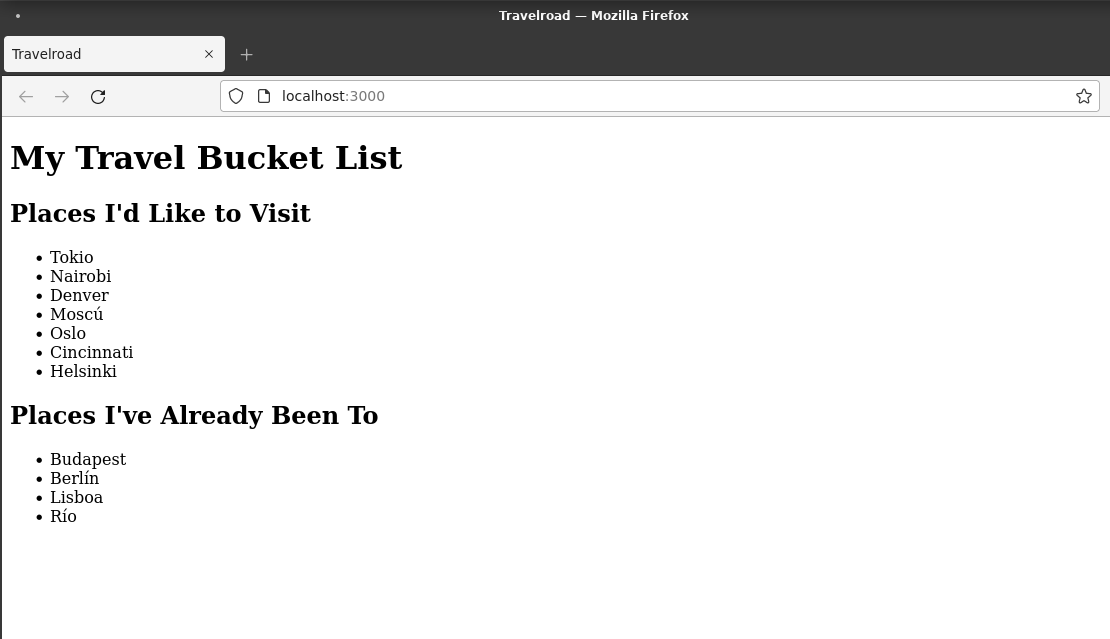 Travelroad — Mozilla Firefox
Travelroad
localhost:3000
My Travel Bucket List
Places I'd Like to Visit
Tokio
Nairobi
Denver
Moscú
Oslo
Cincinnati
Helsinki
Places I've Already Been To
Budapest
Berlín
Lisboa
Río